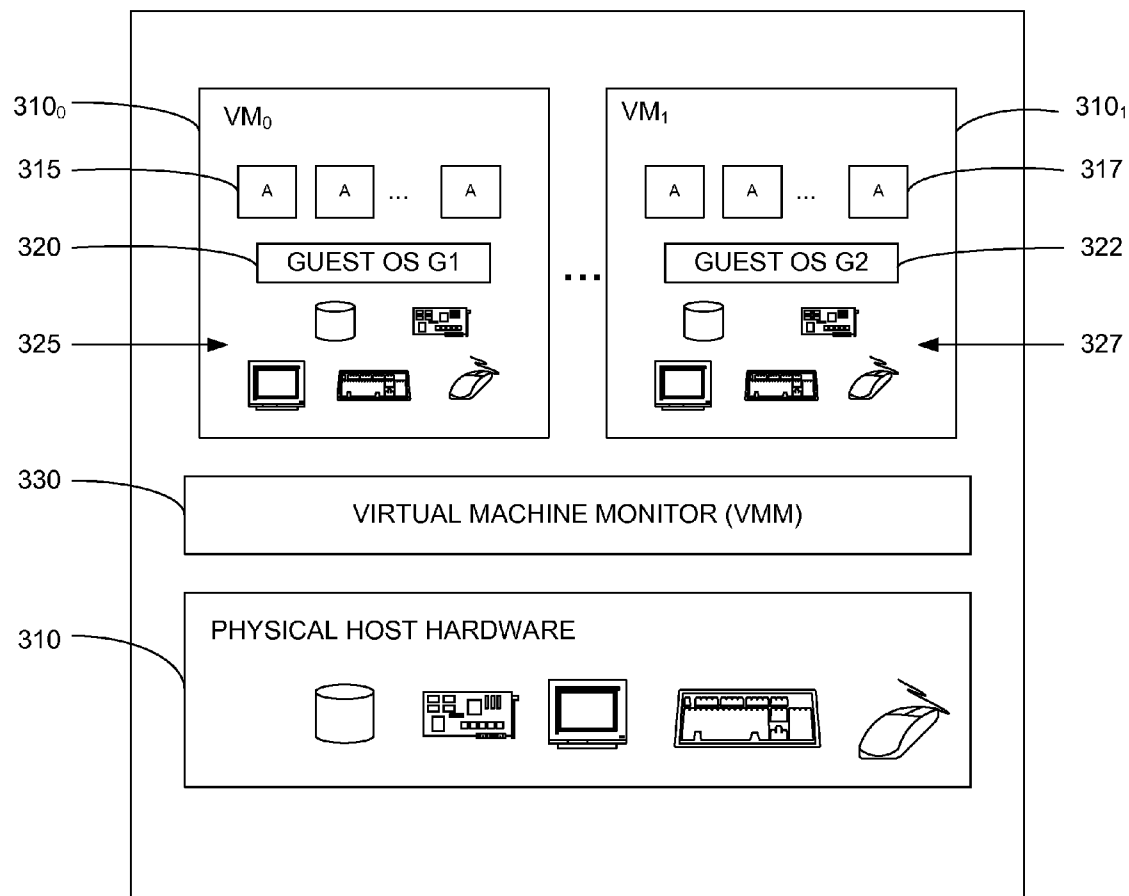 310₀
VM₀
VM₁
310₁
315
A A ... A
A A ... A
317
320
GUEST OS G1
...
GUEST OS G2
322
325
327
330
VIRTUAL MACHINE MONITOR (VMM)
310
PHYSICAL HOST HARDWARE